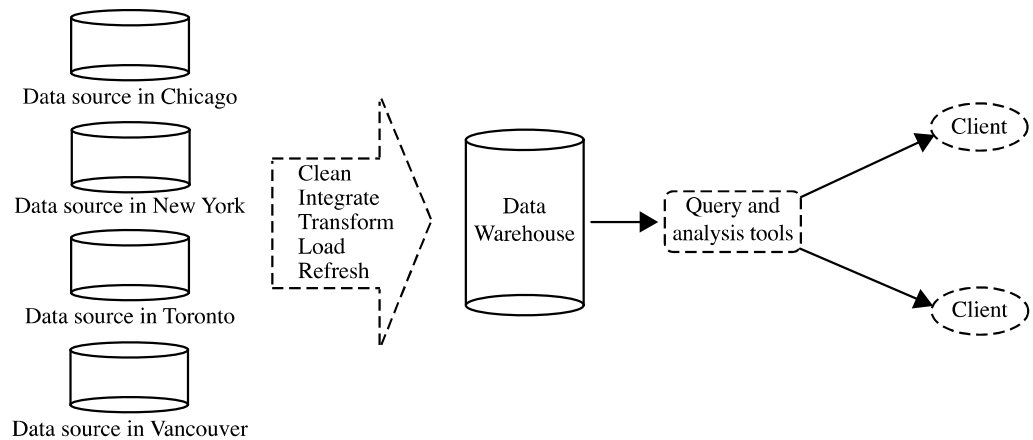 Data source in Chicago
Data source in New York
Data source in Toronto
Data source in Vancouver
Clean
Integrate
Transform
Load
Refresh
Data
Warehouse
Query and
analysis tools
Client
Client